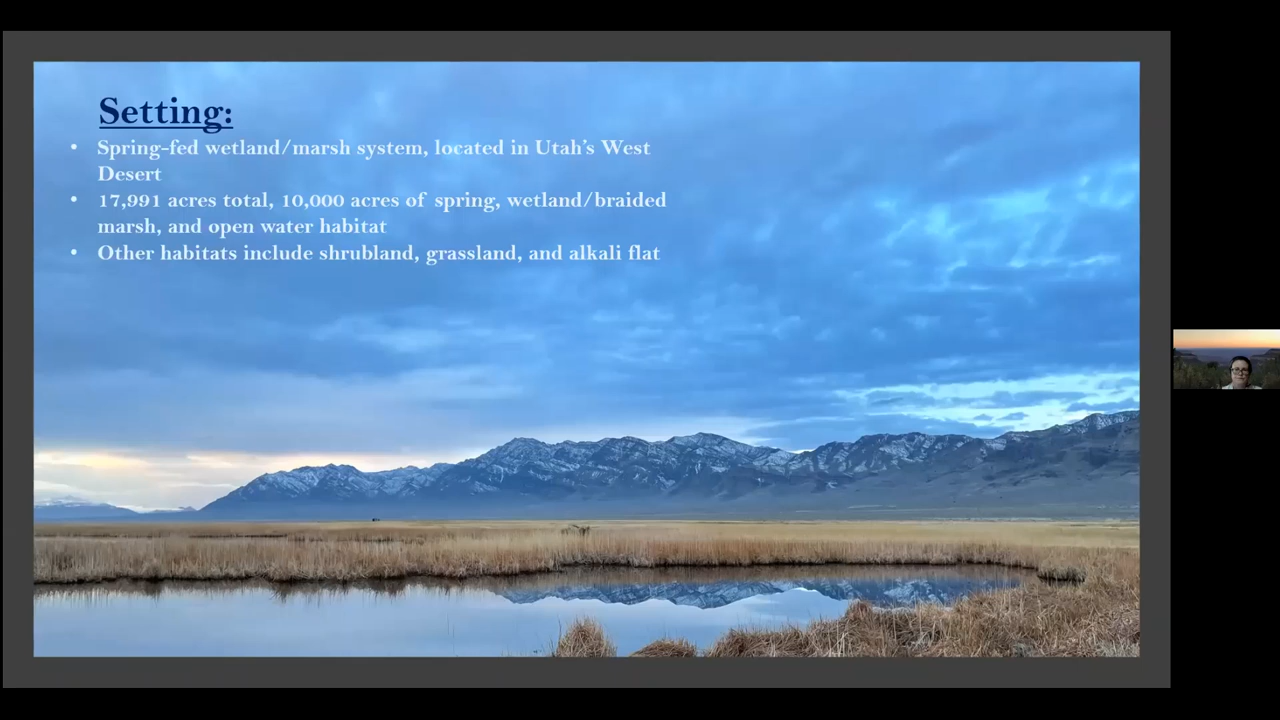 Setting:
• Spring-fed wetland/marsh system, located in Utah's West
Desert
• 17,991 acres total, 10,000 acres of spring, wetland/braided
marsh, and open water habitat
• Other habitats include shrubland, grassland, and alkali flat